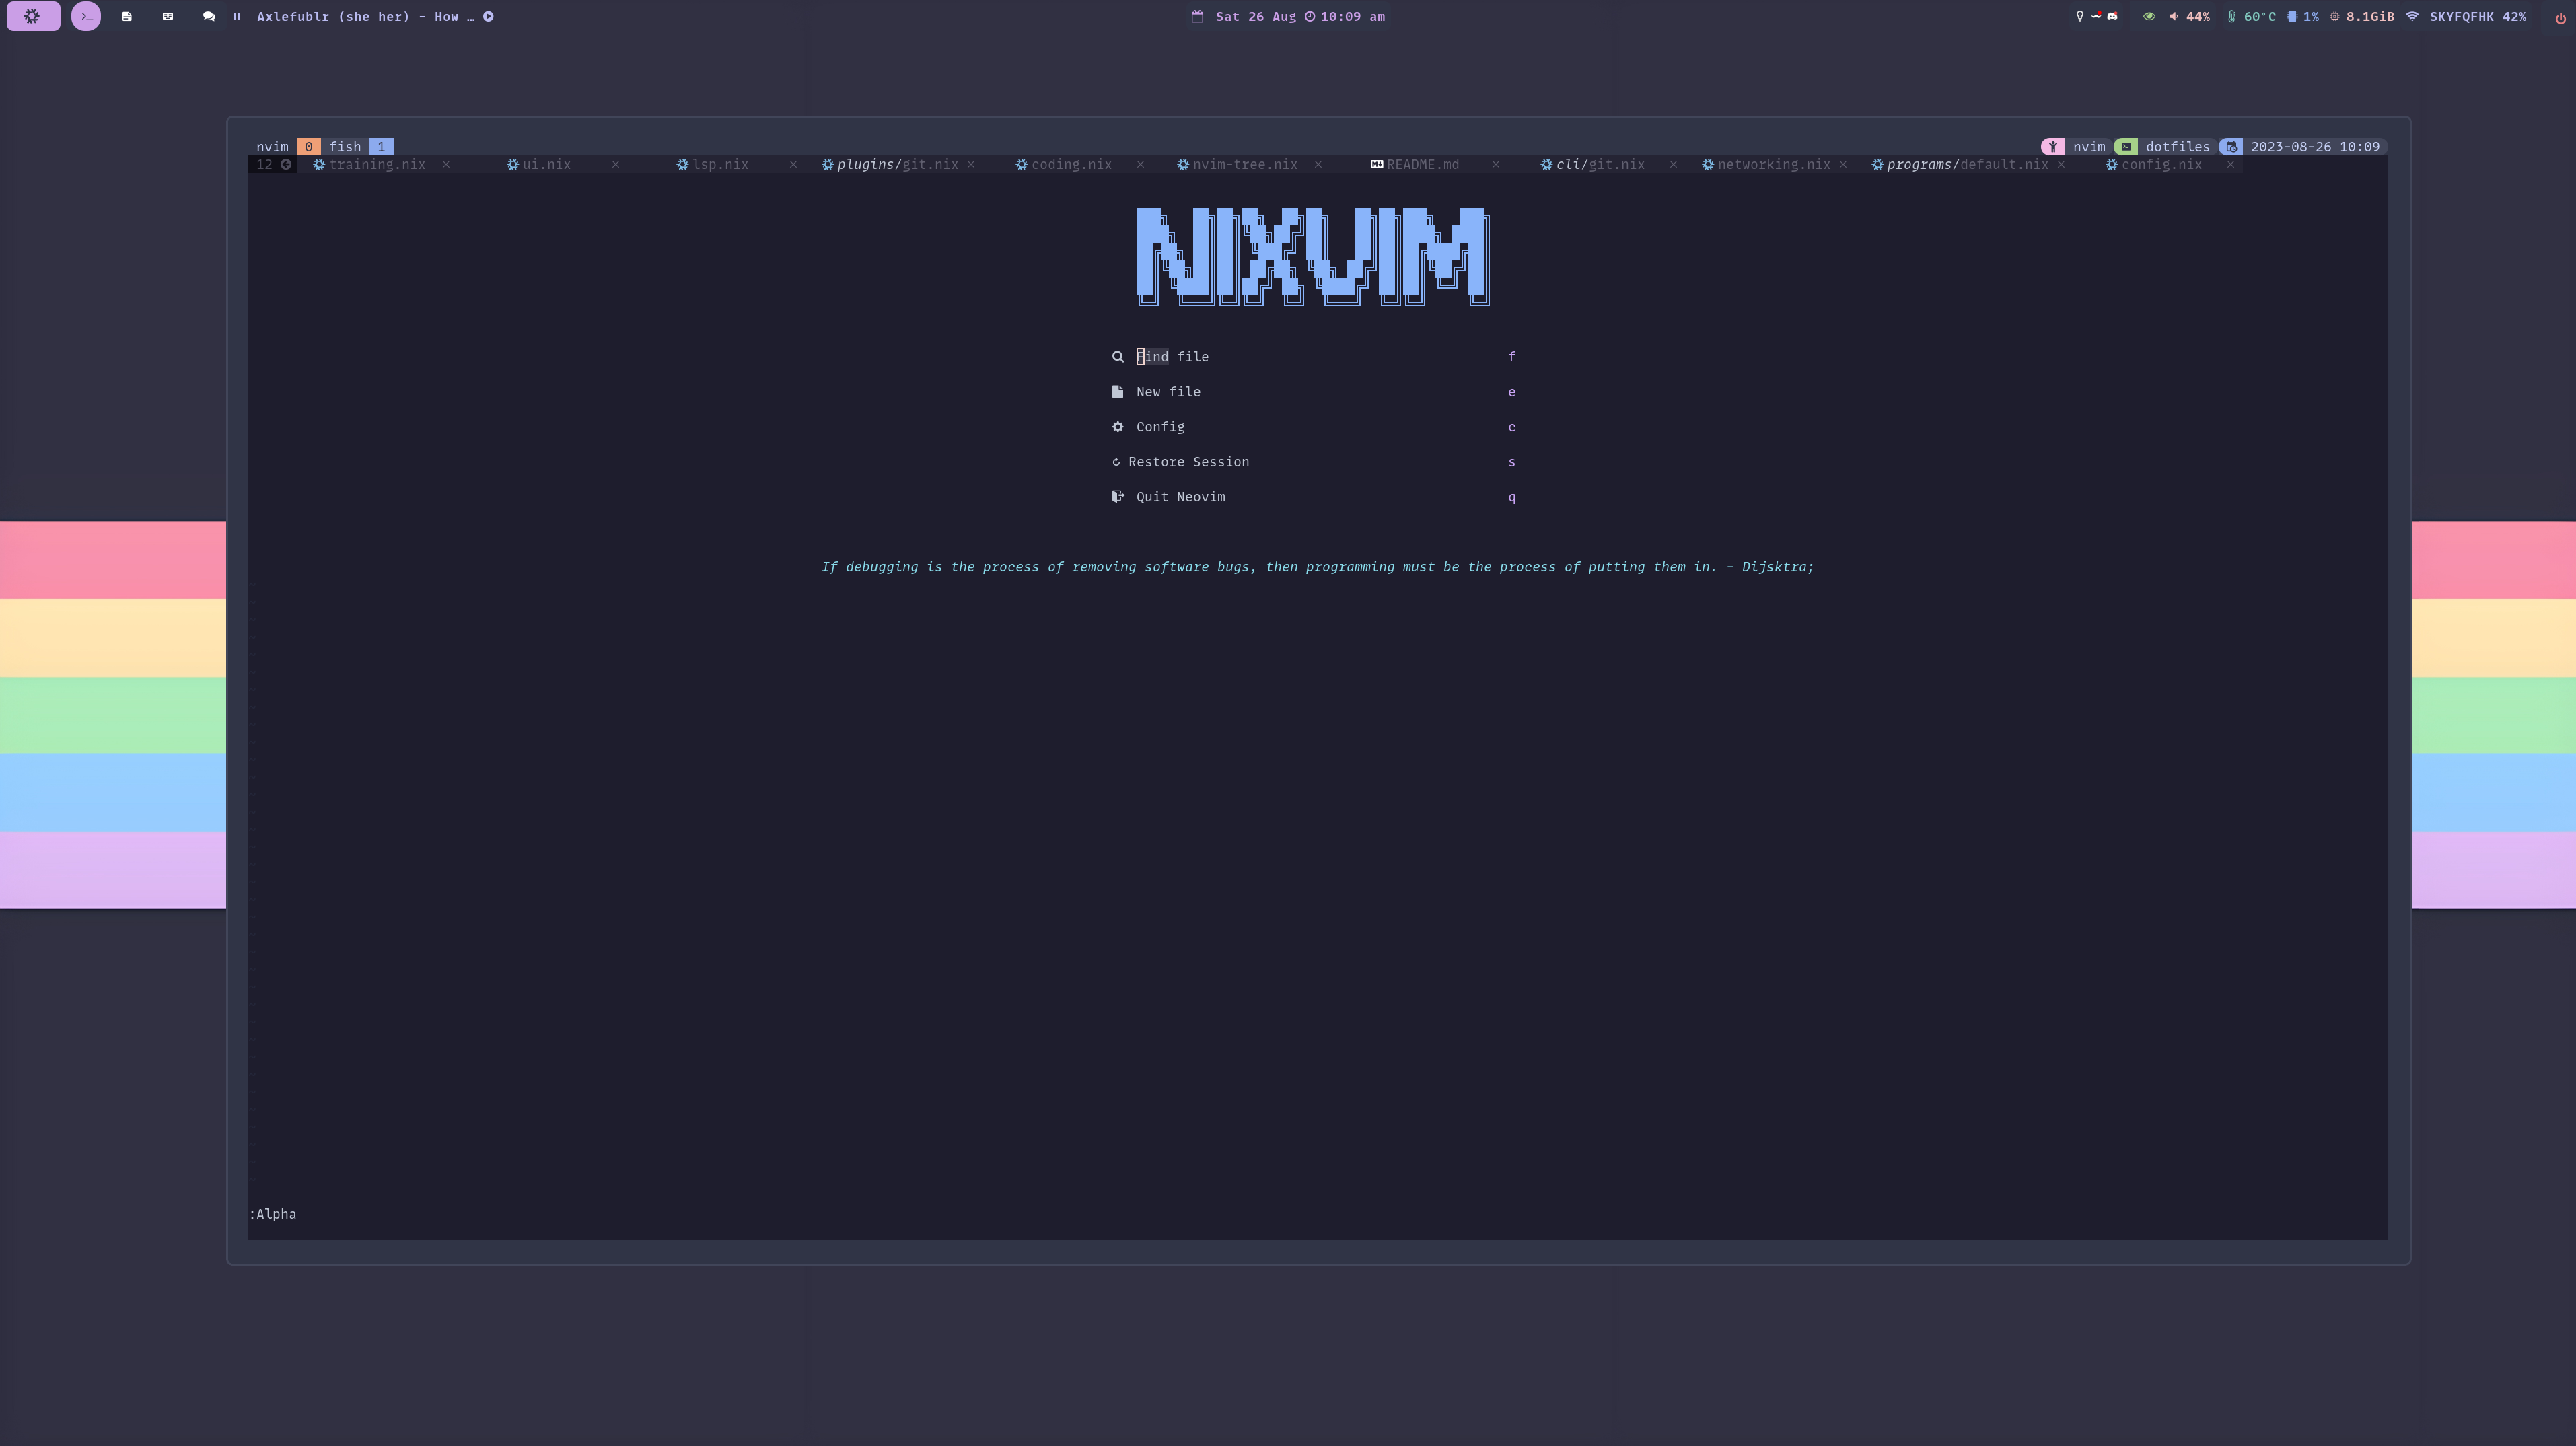 Axlefublr (she her) - How …
Sat 26 Aug 10:09 am
44% 60°C 1% 8.1GiB SKYFQFHK 42%
nvim 0 fish 1
nvim dotfiles 2023-08-26 10:09
12 training.nix × ui.nix × lsp.nix × plugins/git.nix × coding.nix × nvim-tree.nix × README.md × cli/git.nix × networking.nix × programs/default.nix × config.nix ×
NIXVIM
Find file f
New file e
Config c
Restore Session s
Quit Neovim q
If debugging is the process of removing software bugs, then programming must be the process of putting them in. - Dijsktra;
:Alpha